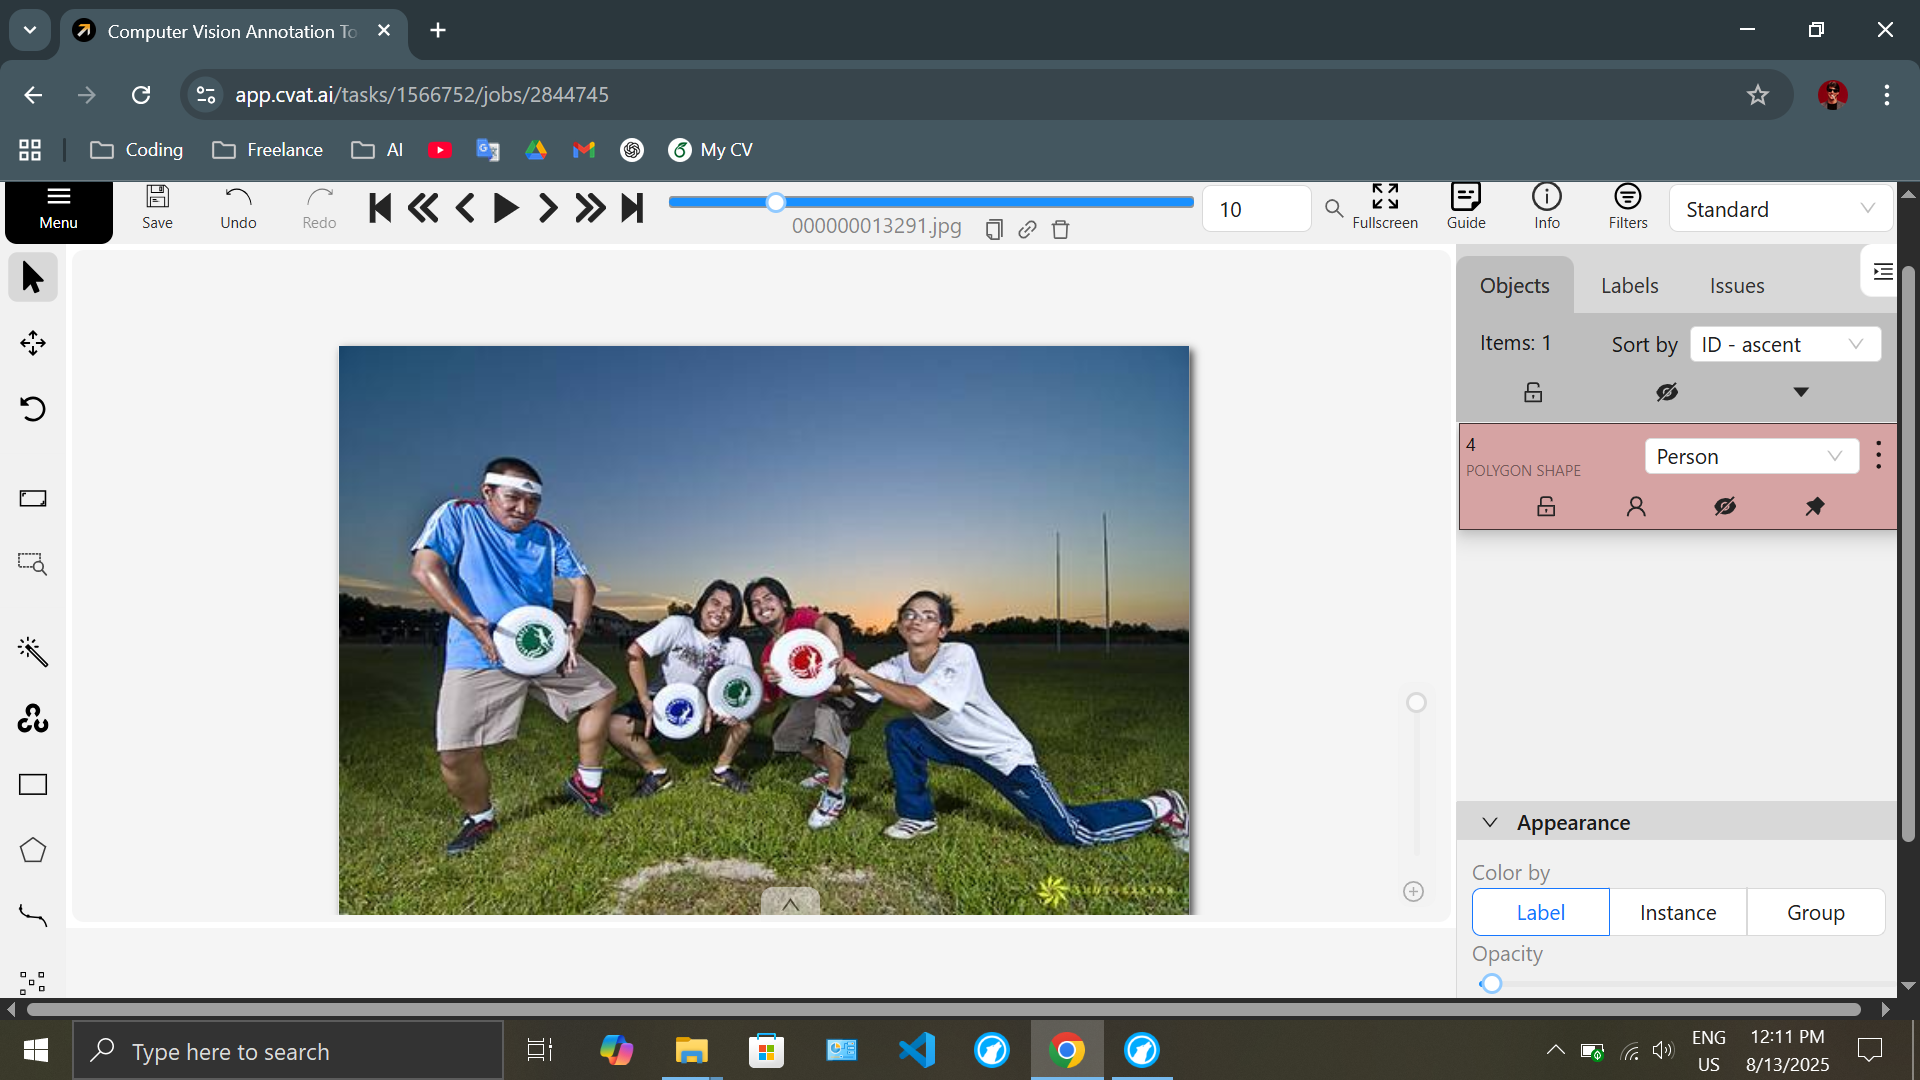 Computer Vision Annotation To
app.cvat.ai/tasks/1566752/jobs/2844745
Coding
Freelance
AI
My CV
Menu
Save
Undo
Redo
000000013291.jpg
10
Fullscreen
Guide
Info
Filters
Standard
Objects
Labels
Issues
Items: 1
Sort by
ID - ascent
4
POLYGON SHAPE
Person
Appearance
Color by
Label
Instance
Group
Opacity
Type here to search
ENG
US
12:11 PM
8/13/2025